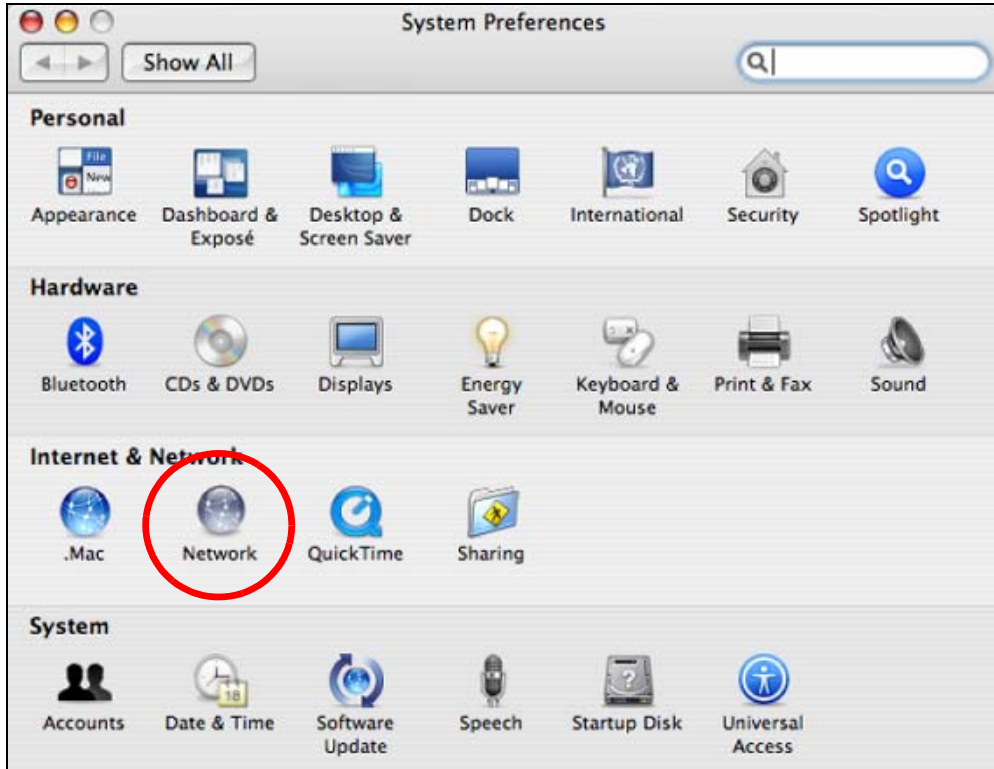 System Preferences
Show All
Personal
File
New
Appearance
Dashboard &
Exposé
Desktop &
Screen Saver
Dock
International
Security
Spotlight
Hardware
Bluetooth
CDs & DVDs
Displays
Energy
Saver
Keyboard &
Mouse
Print & Fax
Sound
Internet & Network
.Mac
Network
QuickTime
Sharing
System
18
?
Accounts
Date & Time
Software
Update
Speech
Startup Disk
Universal
Access